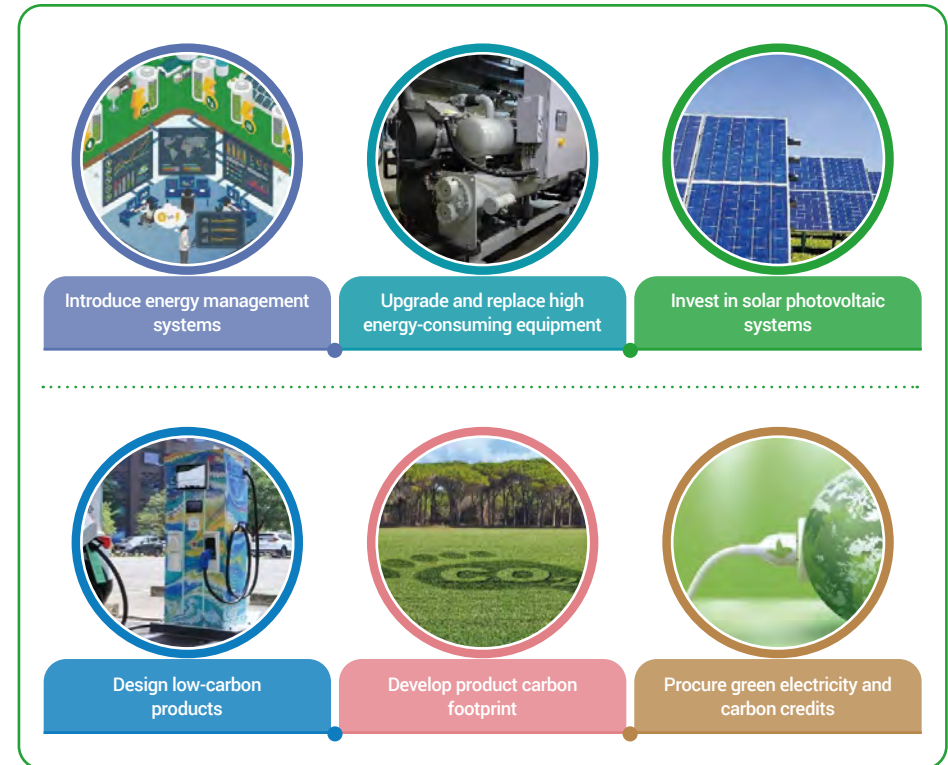 Introduce energy management
systems
Upgrade and replace high
energy-consuming equipment
Invest in solar photovoltaic
systems
Design low-carbon
products
CO₂
Develop product carbon
footprint
Procure green electricity and
carbon credits